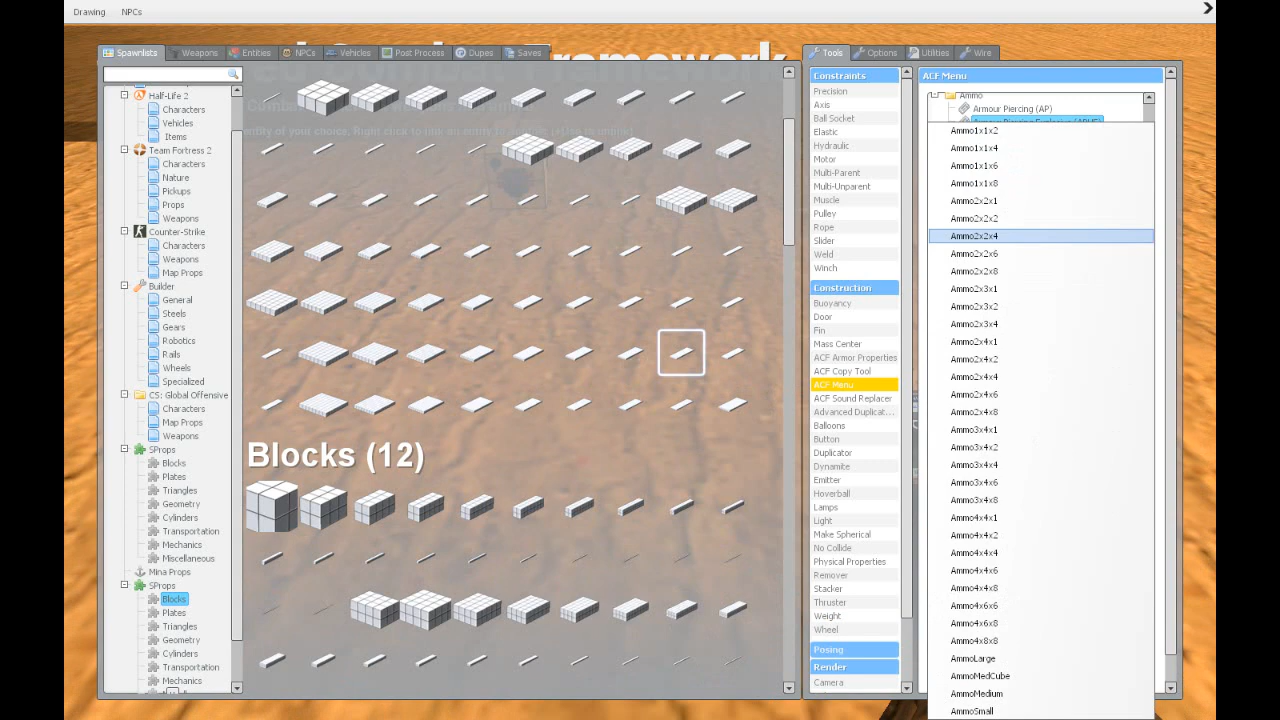 Drawing NPCs
Spawnlists Weapons Entities NPCs Vehicles Post Process Dupes Saves
Half-Life 2
Characters
Vehicles
Items
Team Fortress 2
Characters
Nature
Pickups
Props
Weapons
Counter-Strike
Characters
Weapons
Map Props
Builder
General
Steels
Gears
Robotics
Rails
Wheels
Specialized
CS: Global Offensive
Characters
Map Props
Weapons
SProps
Blocks
Plates
Triangles
Geometry
Cylinders
Transportation
Mechanics
Miscellaneous
Mina Props
SProps
Blocks
Plates
Triangles
Geometry
Cylinders
Transportation
Mechanics
Blocks (12)
Tools Options Utilities Wire
Constraints
Precision
Axis
Ball Socket
Elastic
Hydraulic
Motor
Multi-Parent
Multi-Unparent
Muscle
Pulley
Rope
Slider
Weld
Winch
Construction
Buoyancy
Door
Fin
Mass Center
ACF Armor Properties
ACF Copy Tool
ACF Menu
ACF Sound Replacer
Advanced Duplicat...
Balloons
Button
Duplicator
Dynamite
Emitter
Hoverball
Lamps
Light
Make Spherical
No Collide
Physical Properties
Remover
Stacker
Thruster
Weight
Wheel
Posing
Render
Camera
ACF Menu
Ammo
Armour Piercing (AP)
Ammo1x1x2
Ammo1x1x4
Ammo1x1x6
Ammo1x1x8
Ammo2x2x1
Ammo2x2x2
Ammo2x2x4
Ammo2x2x6
Ammo2x2x8
Ammo2x3x1
Ammo2x3x2
Ammo2x3x4
Ammo2x4x1
Ammo2x4x2
Ammo2x4x4
Ammo2x4x6
Ammo2x4x8
Ammo3x4x1
Ammo3x4x2
Ammo3x4x4
Ammo3x4x6
Ammo3x4x8
Ammo4x4x1
Ammo4x4x2
Ammo4x4x4
Ammo4x4x6
Ammo4x4x8
Ammo4x6x6
Ammo4x6x8
Ammo4x8x8
AmmoLarge
AmmoMedCube
AmmoMedium
AmmoSmall